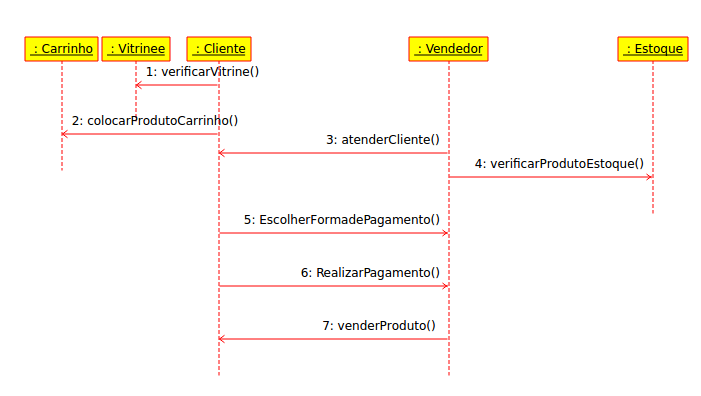 : Carrinho
: Vitrinee
: Cliente
: Vendedor
: Estoque
1: verificarVitrine()
2: colocarProdutoCarrinho()
3: atenderCliente()
4: verificarProdutoEstoque()
5: EscolherFormadePagamento()
6: RealizarPagamento()
7: venderProduto()